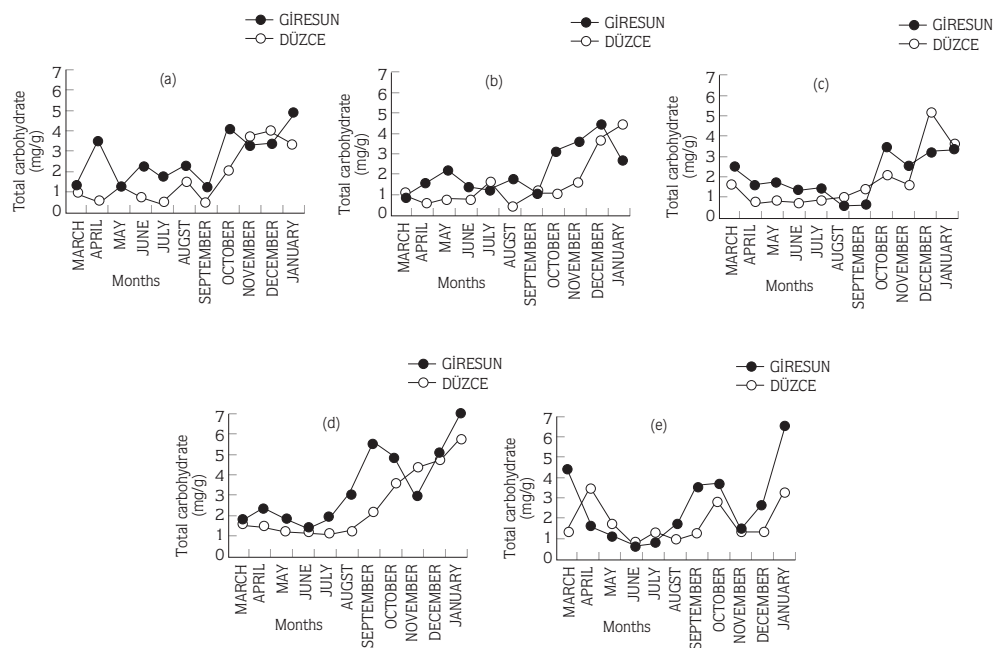 GİRESUN
DÜZCE
(a)
Total carbohydrate
(mg/g)
7
6
5
4
3
2
1
0
MARCH
APRIL
MAY
JUNE
JULY
AUGST
SEPTEMBER
OCTOBER
NOVEMBER
DECEMBER
JANUARY
Months
GİRESUN
DÜZCE
(b)
Total carbohydrate
(mg/g)
7
6
5
4
3
2
1
0
MARCH
APRIL
MAY
JUNE
JULY
AUGST
SEPTEMBER
OCTOBER
NOVEMBER
DECEMBER
JANUARY
Months
GİRESUN
DÜZCE
(c)
Total carbohydrate
(mg/g)
7
6
5
4
3
2
1
0
MARCH
APRIL
MAY
JUNE
JULY
AUGST
SEPTEMBER
OCTOBER
NOVEMBER
DECEMBER
JANUARY
Months
GİRESUN
DÜZCE
(d)
Total carbohydrate
(mg/g)
7
6
5
4
3
2
1
0
MARCH
APRIL
MAY
JUNE
JULY
AUGST
SEPTEMBER
OCTOBER
NOVEMBER
DECEMBER
JANUARY
Months
GİRESUN
DÜZCE
(e)
Total carbohydrate
(mg/g)
7
6
5
4
3
2
1
0
MARCH
APRIL
MAY
JUNE
JULY
AUGST
SEPTEMBER
OCTOBER
NOVEMBER
DECEMBER
JANUARY
Months